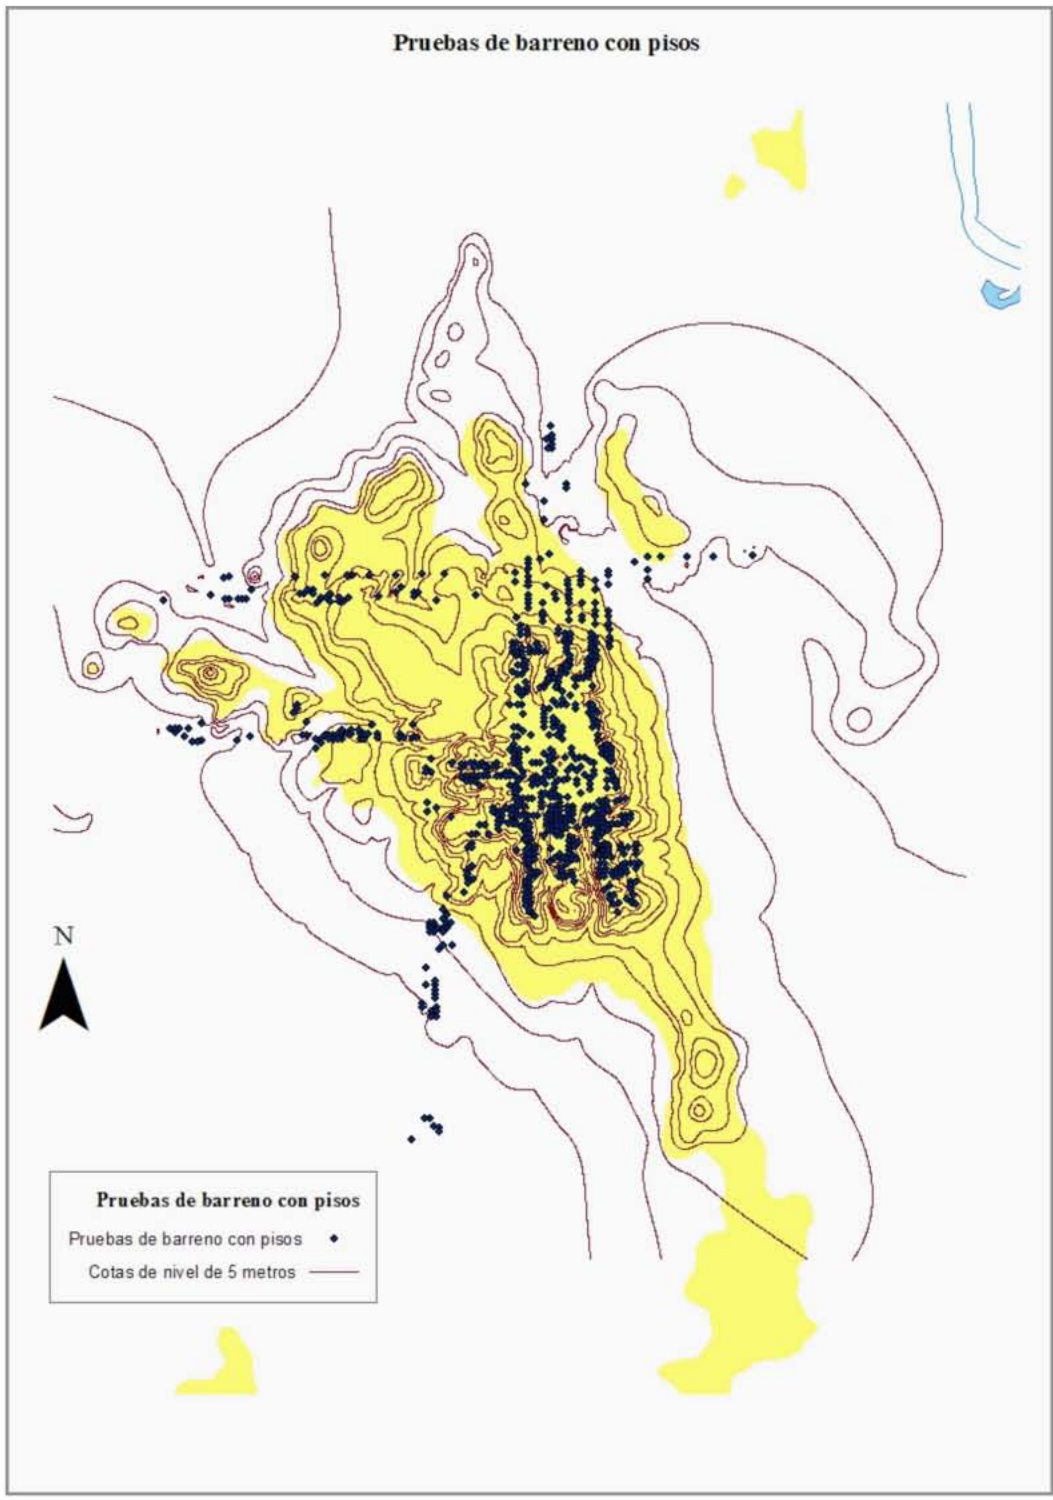 Pruebas de barreno con pisos
N
Pruebas de barreno con pisos
Pruebas de barreno con pisos
Cotas de nivel de 5 metros